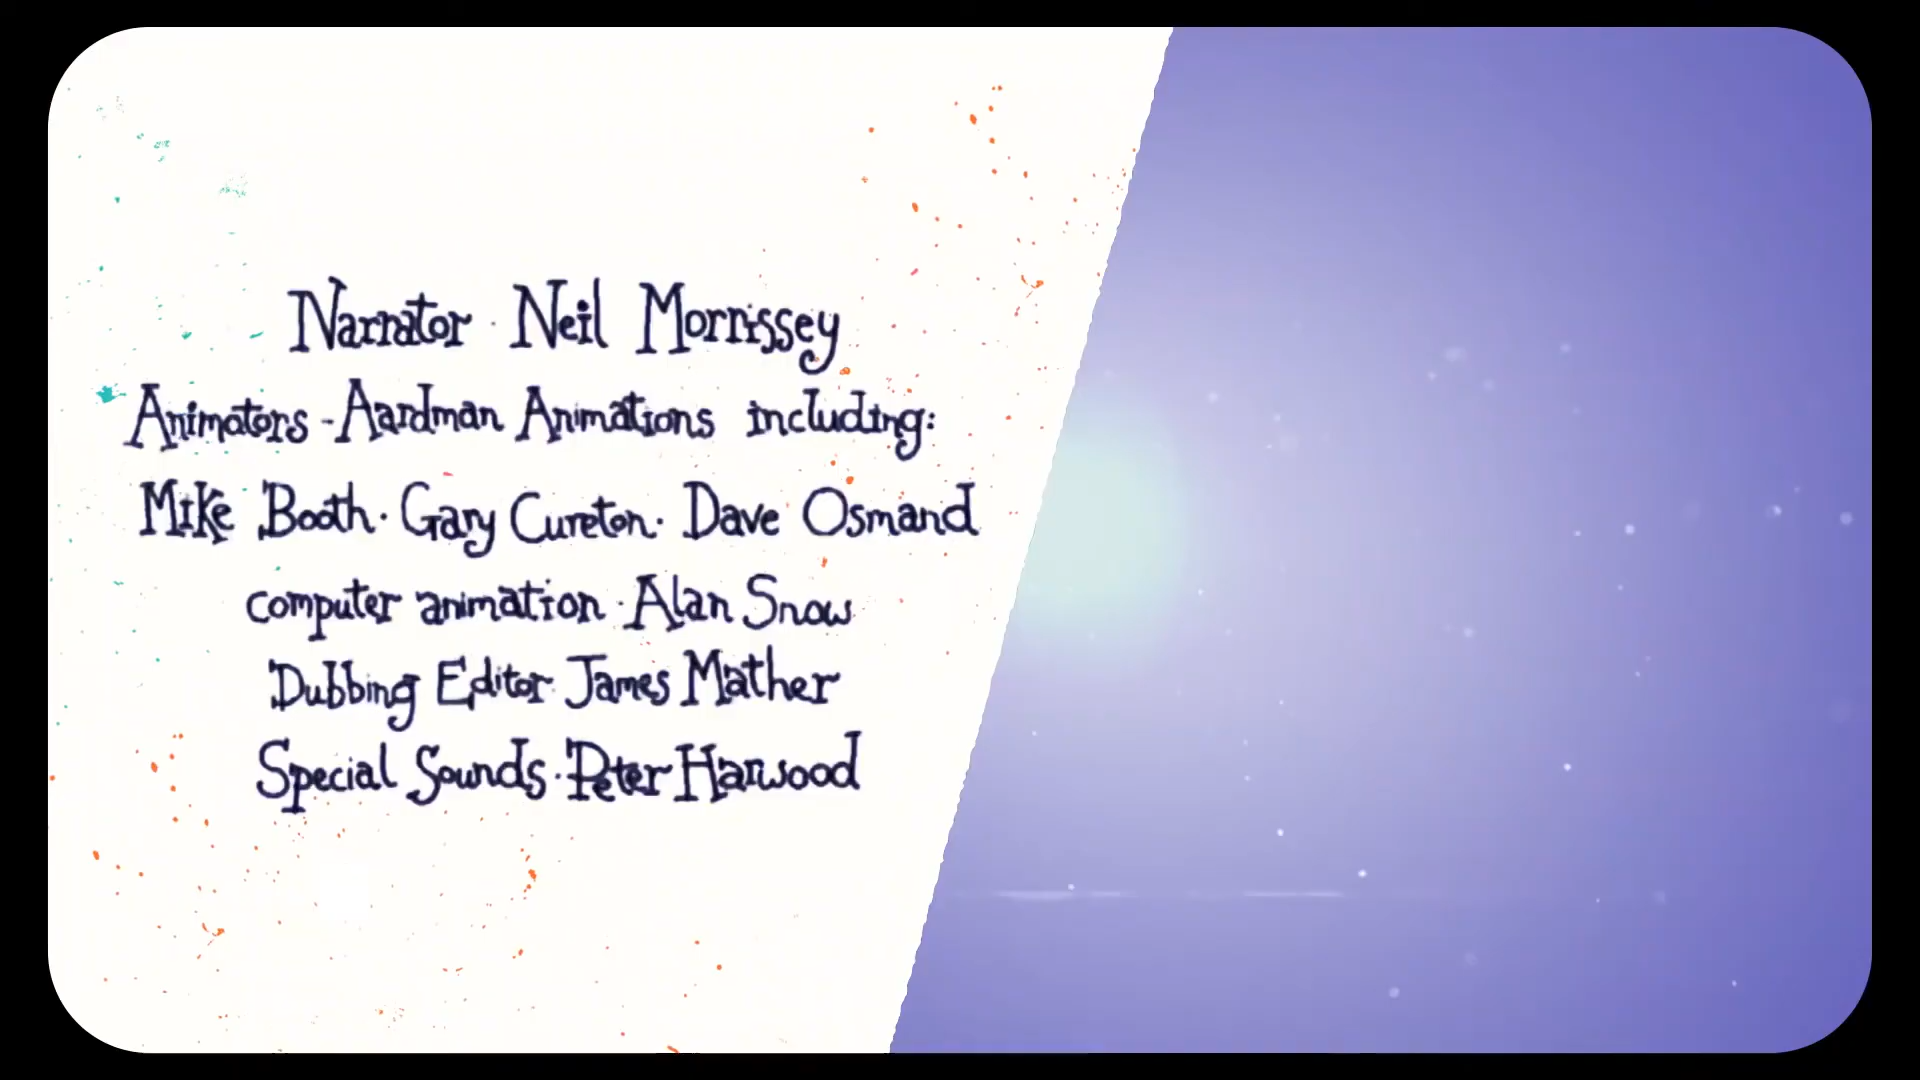 Narrator · Neil Morrissey
Animators - Aardman Animations including:
Mike Booth · Gary Cureton · Dave Osmand
computer animation · Alan Snow
Dubbing Editor James Mather
Special Sounds · Peter Harwood